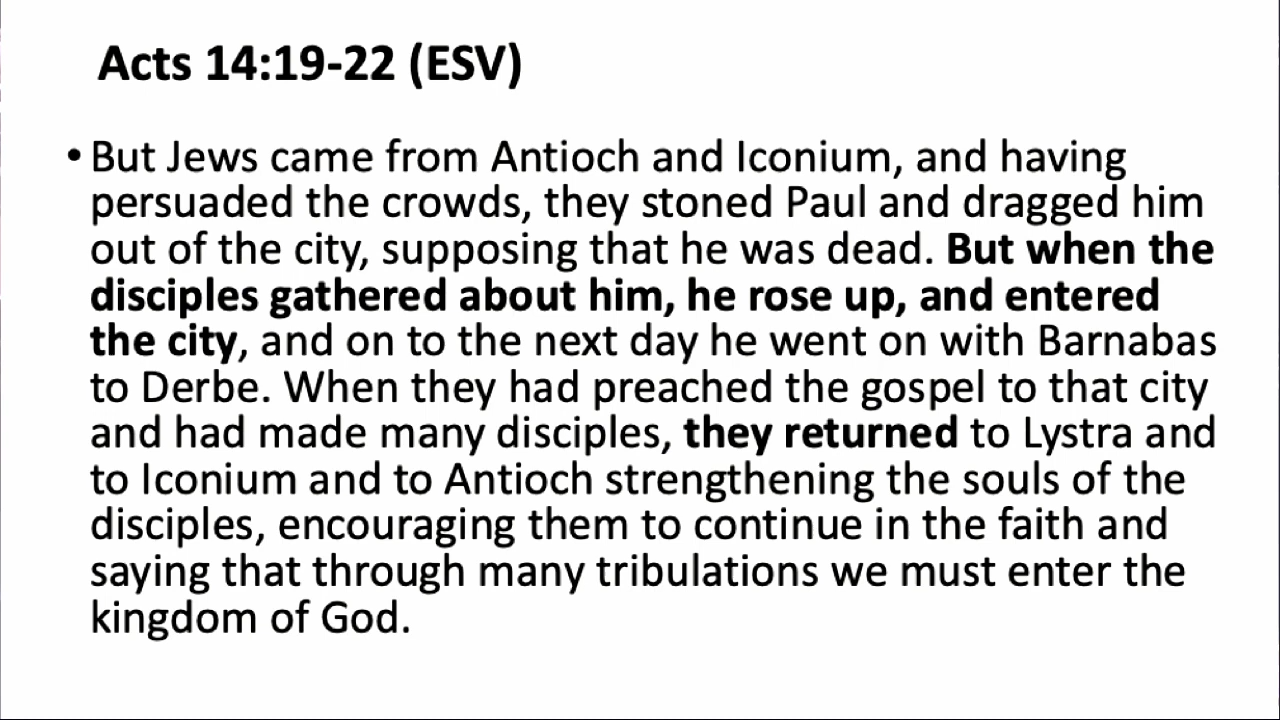 Acts 14:19-22 (ESV)
• But Jews came from Antioch and Iconium, and having
persuaded the crowds, they stoned Paul and dragged him
out of the city, supposing that he was dead. But when the
disciples gathered about him, he rose up, and entered
the city, and on to the next day he went on with Barnabas
to Derbe. When they had preached the gospel to that city
and had made many disciples, they returned to Lystra and
to Iconium and to Antioch strengthening the souls of the
disciples, encouraging them to continue in the faith and
saying that through many tribulations we must enter the
kingdom of God.